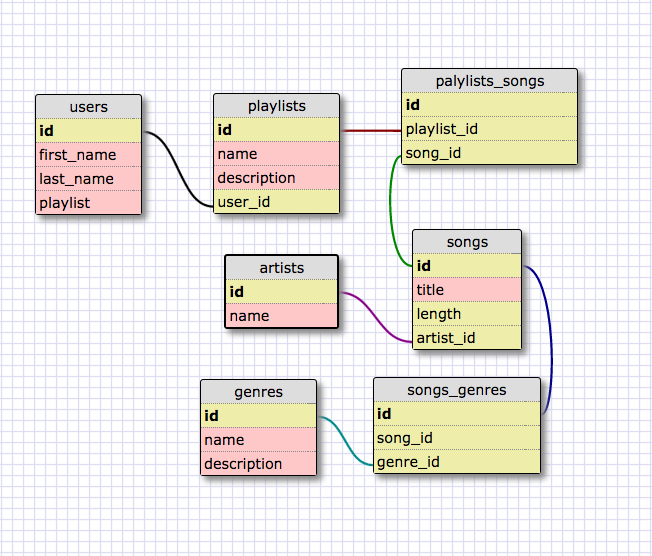 users
id
first_name
last_name
playlist
playlists
id
name
description
user_id
palylists_songs
id
playlist_id
song_id
songs
id
title
length
artist_id
artists
id
name
genres
id
name
description
songs_genres
id
song_id
genre_id